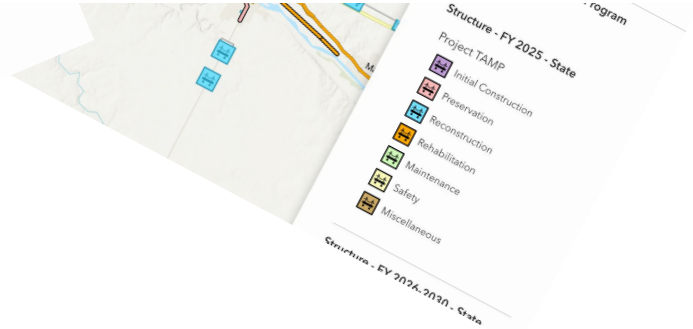 rogram
Structure - FY 2025 - State
Project TAMP
Initial Construction
Preservation
Reconstruction
Rehabilitation
Maintenance
Safety
Miscellaneous
Structure - FY 2026-2030 - State